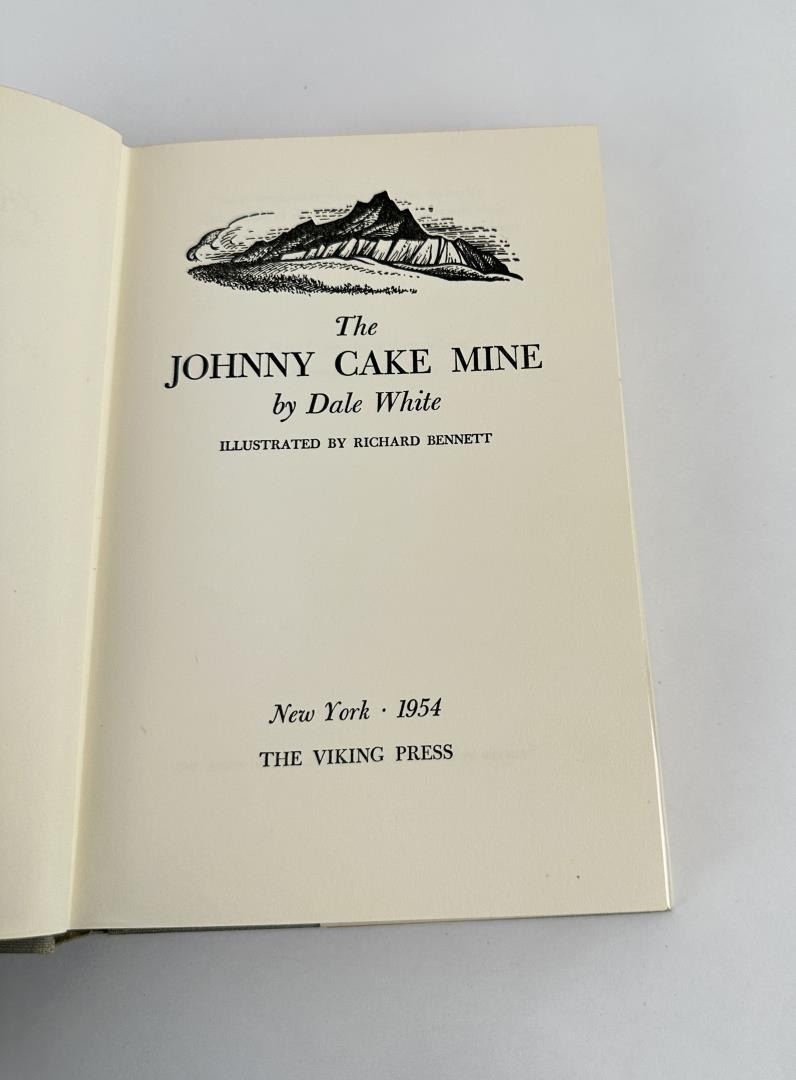 The
JOHNNY CAKE MINE
by Dale White
ILLUSTRATED BY RICHARD BENNETT
New York · 1954
THE VIKING PRESS